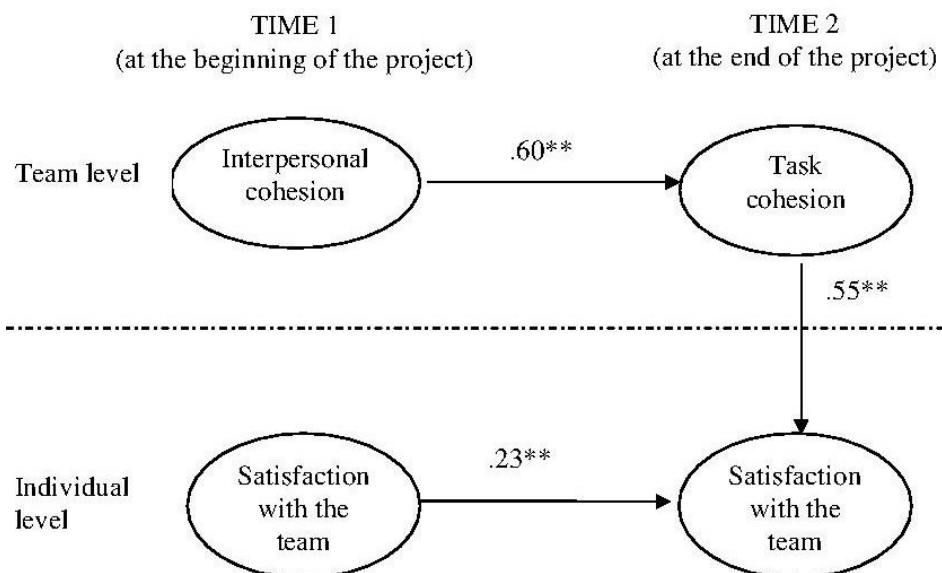 TIME 1
(at the beginning of the project)
TIME 2
(at the end of the project)
Team level
Interpersonal
cohesion
.60**
Task
cohesion
.55**
Individual
level
Satisfaction
with the
team
.23**
Satisfaction
with the
team